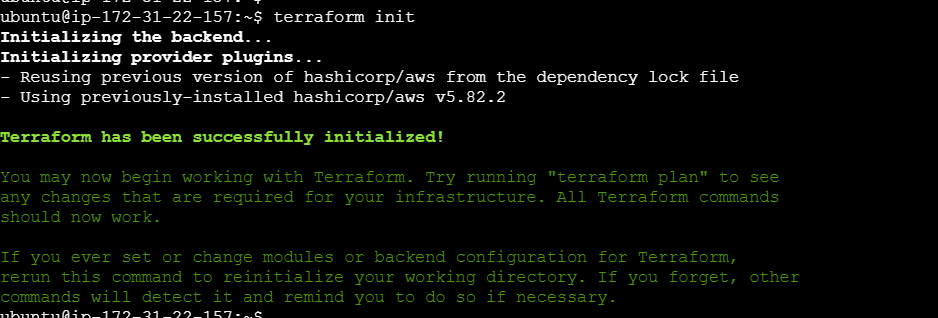 ubuntu@ip-172-31-22-157:~$ terraform init
Initializing the backend...
Initializing provider plugins...
- Reusing previous version of hashicorp/aws from the dependency lock file
- Using previously-installed hashicorp/aws v5.82.2
Terraform has been successfully initialized!
You may now begin working with Terraform. Try running "terraform plan" to see
any changes that are required for your infrastructure. All Terraform commands
should now work.
If you ever set or change modules or backend configuration for Terraform,
rerun this command to reinitialize your working directory. If you forget, other
commands will detect it and remind you to do so if necessary.
ubuntu@ip-172-31-22-157:~$